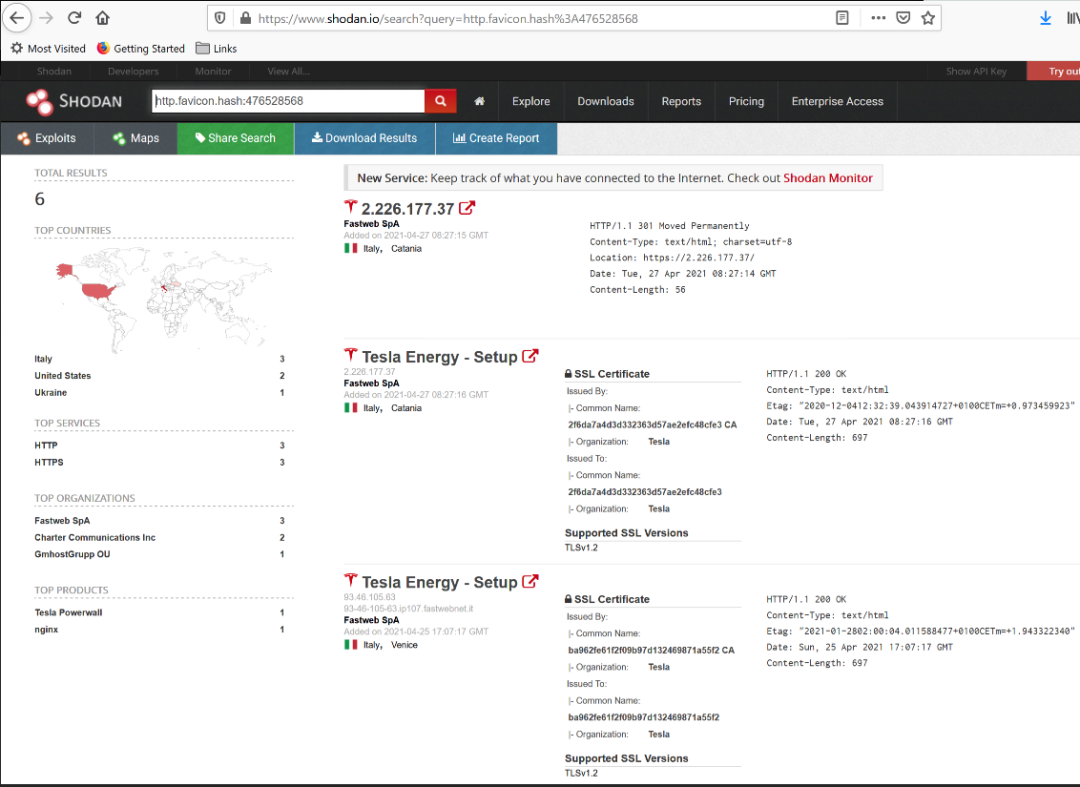 https://www.shodan.io/search?query=http.favicon.hash%3A476528568
Most Visited Getting Started Links
Shodan Developers Monitor View All... Show API Key Try out
SHODAN http.favicon.hash:476528568 Explore Downloads Reports Pricing Enterprise Access
Exploits Maps Share Search Download Results Create Report
TOTAL RESULTS
6
TOP COUNTRIES
Italy 3
United States 2
Ukraine 1
TOP SERVICES
HTTP 3
HTTPS 3
TOP ORGANIZATIONS
Fastweb SpA 3
Charter Communications Inc 2
GmhostGrupp OU 1
TOP PRODUCTS
Tesla Powerwall 1
nginx 1
New Service: Keep track of what you have connected to the Internet. Check out Shodan Monitor
2.226.177.37
Fastweb SpA
Added on 2021-04-27 08:27:15 GMT
Italy, Catania
HTTP/1.1 301 Moved Permanently
Content-Type: text/html; charset=utf-8
Location: https://2.226.177.37/
Date: Tue, 27 Apr 2021 08:27:14 GMT
Content-Length: 56
Tesla Energy - Setup
2.226.177.37
Fastweb SpA
Added on 2021-04-27 08:27:16 GMT
Italy, Catania
SSL Certificate
Issued By:
|- Common Name:
2f6da7a4d3d332363d57ae2efc48cfe3 CA
|- Organization: Tesla
Issued To:
|- Common Name:
2f6da7a4d3d332363d57ae2efc48cfe3
|- Organization: Tesla
Supported SSL Versions
TLSv1.2
HTTP/1.1 200 OK
Content-Type: text/html
Etag: "2020-12-0412:32:39.043914727+0100CETm=+0.973459923"
Date: Tue, 27 Apr 2021 08:27:16 GMT
Content-Length: 697
Tesla Energy - Setup
93.46.105.63
93-46-105-63.ip107.fastwebnet.it
Fastweb SpA
Added on 2021-04-25 17:07:17 GMT
Italy, Venice
SSL Certificate
Issued By:
|- Common Name:
ba962fe61f2f09b97d132469871a55f2 CA
|- Organization: Tesla
Issued To:
|- Common Name:
ba962fe61f2f09b97d132469871a55f2
|- Organization: Tesla
Supported SSL Versions
TLSv1.2
HTTP/1.1 200 OK
Content-Type: text/html
Etag: "2021-01-2802:00:04.011588477+0100CETm=+1.943322340"
Date: Sun, 25 Apr 2021 17:07:17 GMT
Content-Length: 697